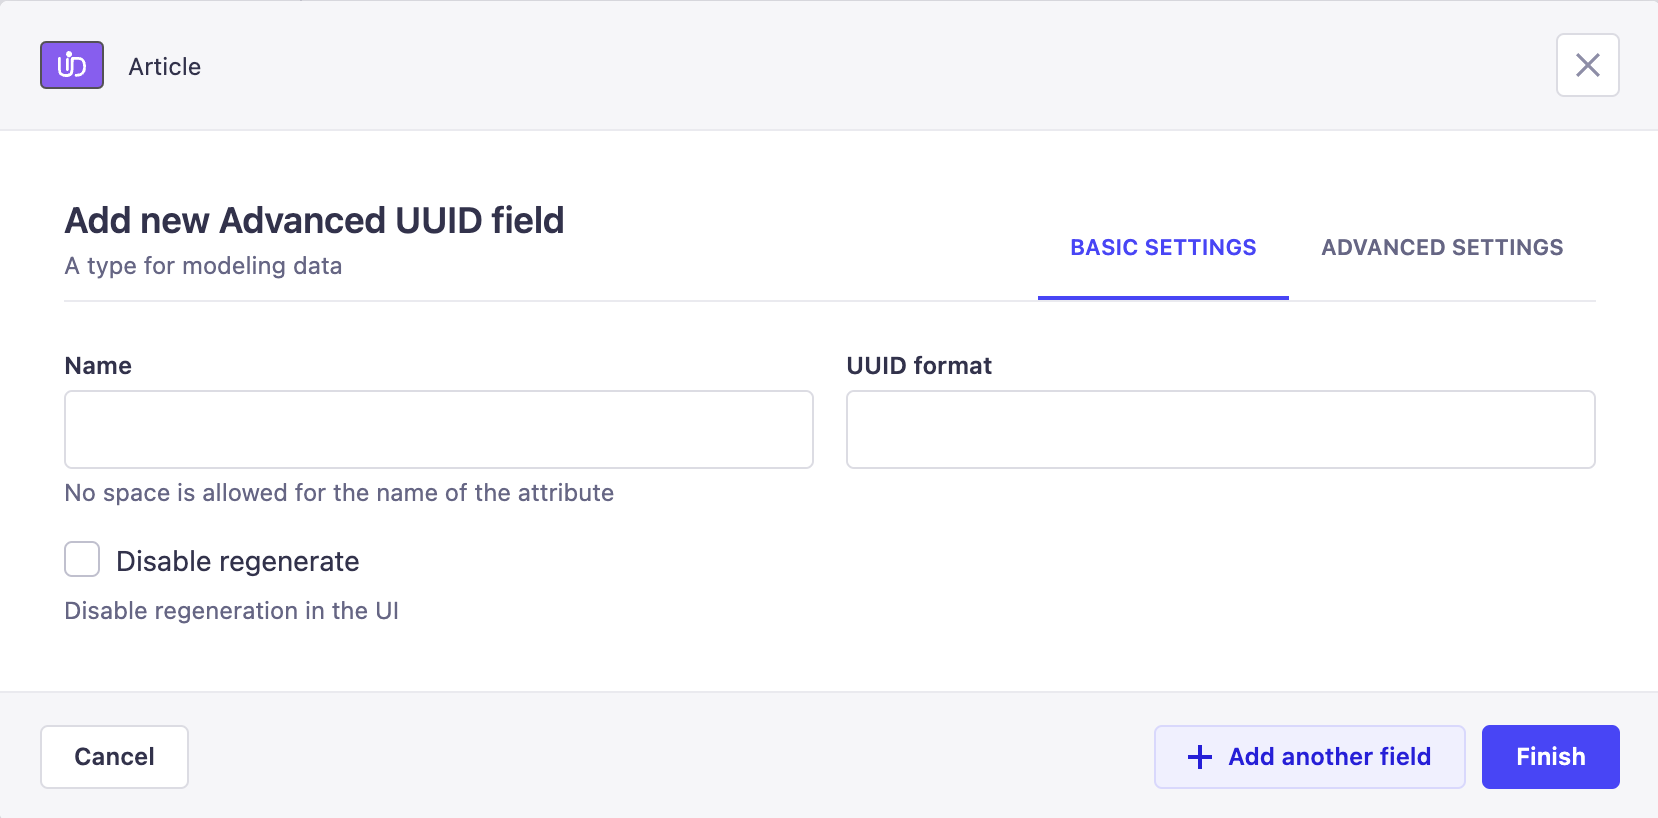 UID
Article
Add new Advanced UUID field
A type for modeling data
BASIC SETTINGS
ADVANCED SETTINGS
Name
UUID format
No space is allowed for the name of the attribute
Disable regenerate
Disable regeneration in the UI
Cancel
Add another field
Finish